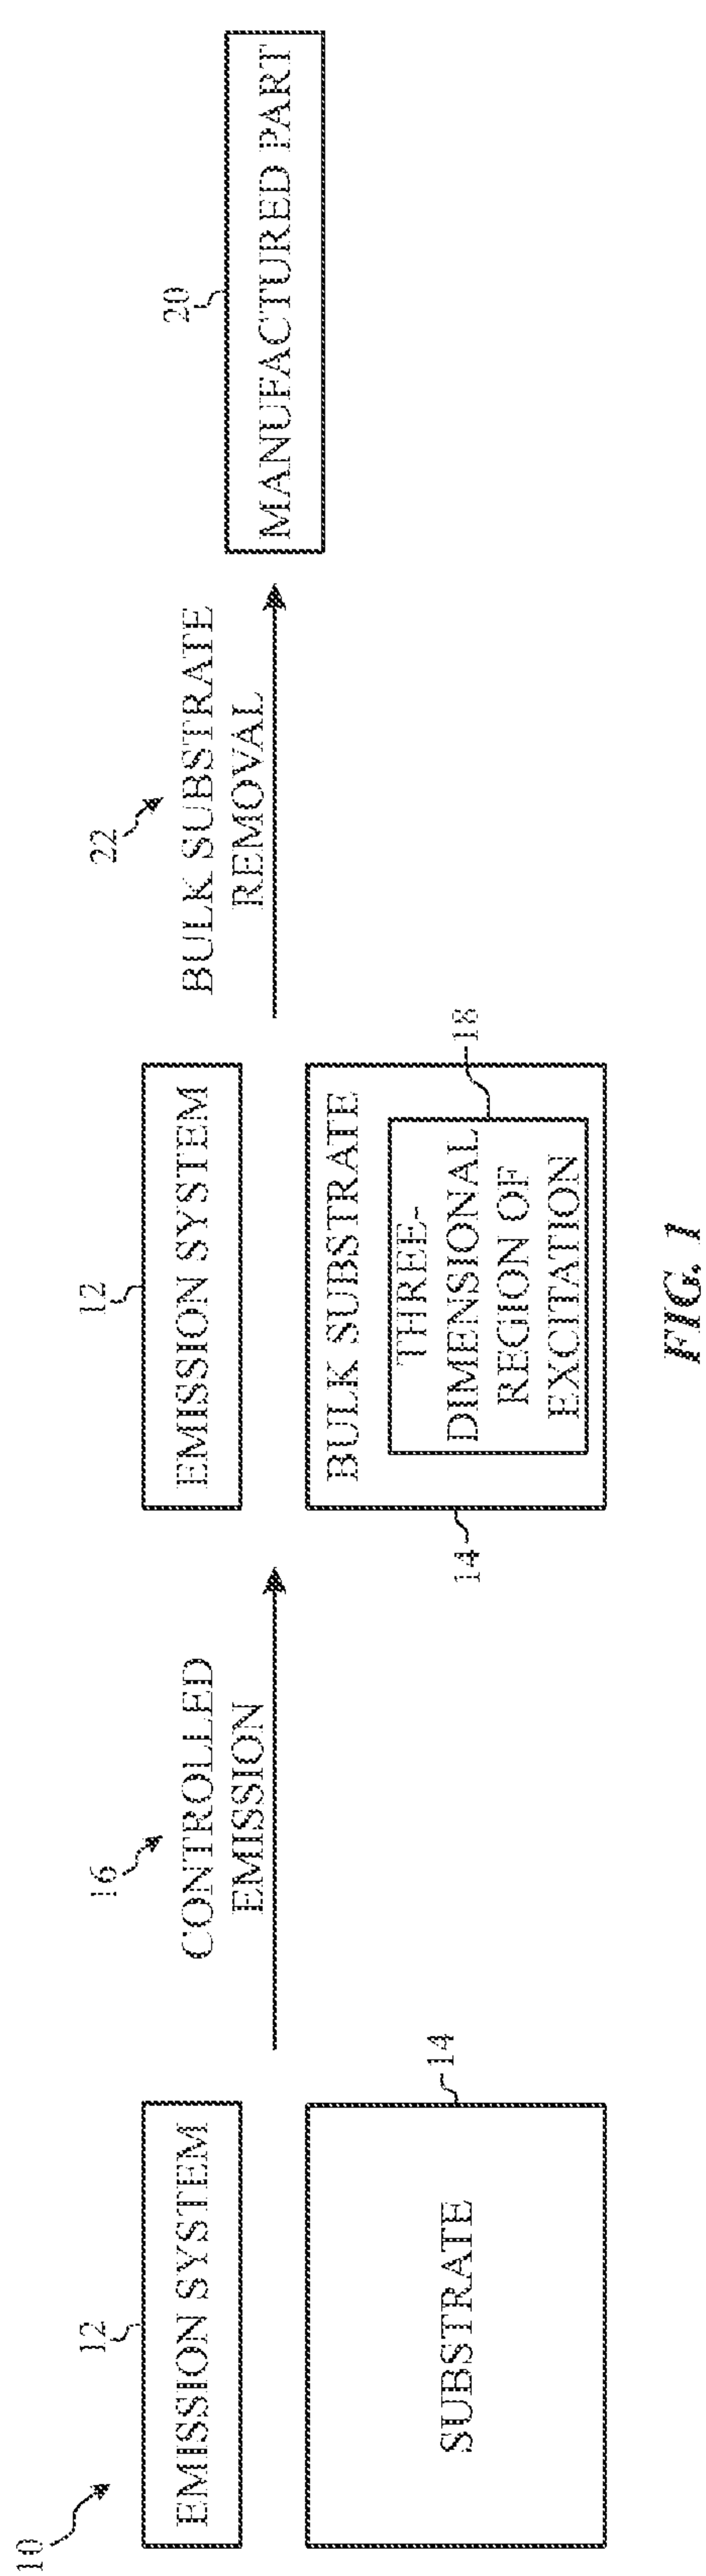 10
12
EMISSION SYSTEM
SUBSTRATE
14
16
CONTROLLED
EMISSION
12
EMISSION SYSTEM
14
BULK SUBSTRATE
THREE-
DIMENSIONAL
REGION OF
EXCITATION
18
22
BULK SUBSTRATE
REMOVAL
20
MANUFACTURED PART
FIG. 1